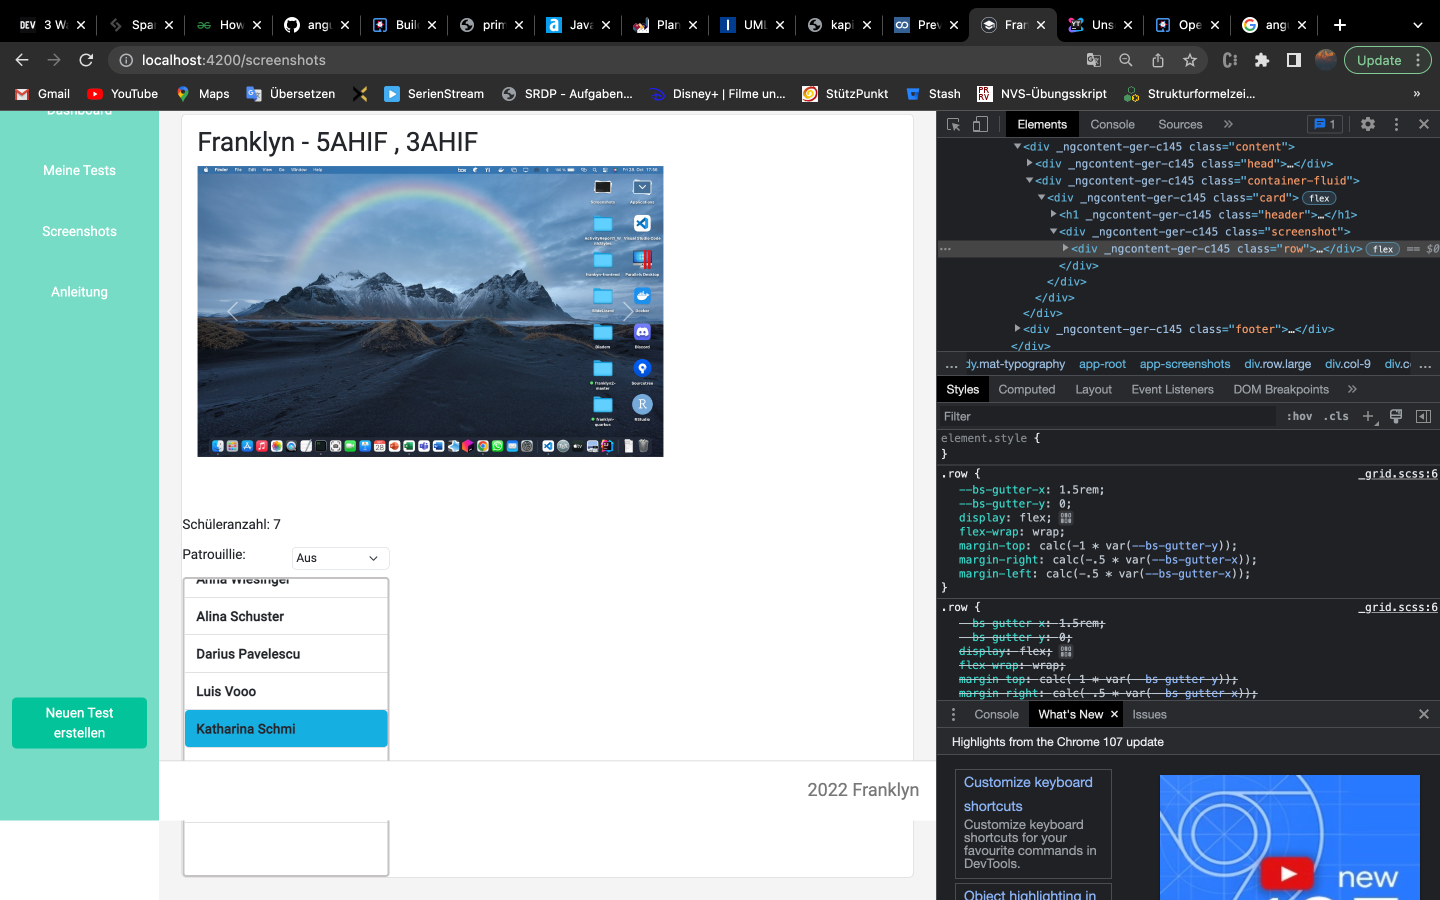 DEV 3 Wa
Spa
How
ang
Buil
prim
Java
Plan
UML
kapi
Prev
Fran
Uns
Ope
ang
localhost:4200/screenshots
Update
Gmail
YouTube
Maps
Übersetzen
SerienStream
SRDP - Aufgaben...
Disney+ | Filme un...
StützPunkt
Stash
NVS-Übungsskript
Strukturformelzei...
»
Dashboard
Meine Tests
Screenshots
Anleitung
Neuen Test
erstellen
Franklyn - 5AHIF , 3AHIF
Schüleranzahl: 7
Patrouillie:
Aus
Anna Wiesinger
Alina Schuster
Darius Pavelescu
Luis Vooo
Katharina Schmi
2022 Franklyn
Elements
Console
Sources
»
1
<div _ngcontent-ger-c145 class="content">
<div _ngcontent-ger-c145 class="head">…</div>
<div _ngcontent-ger-c145 class="container-fluid">
<div _ngcontent-ger-c145 class="card"> flex
<h1 _ngcontent-ger-c145 class="header">…</h1>
<div _ngcontent-ger-c145 class="screenshot">
<div _ngcontent-ger-c145 class="row">…</div> flex == $0
</div>
</div>
</div>
</div>
<div _ngcontent-ger-c145 class="footer">…</div>
</div>
... dy.mat-typography app-root app-screenshots div.row.large div.col-9 div.c ...
Styles
Computed
Layout
Event Listeners
DOM Breakpoints
»
Filter
:hov .cls
element.style {
}
.row {
_grid.scss:6
--bs-gutter-x: 1.5rem;
--bs-gutter-y: 0;
display: flex;
flex-wrap: wrap;
margin-top: calc(-1 * var(--bs-gutter-y));
margin-right: calc(-.5 * var(--bs-gutter-x));
margin-left: calc(-.5 * var(--bs-gutter-x));
}
.row {
_grid.scss:6
--bs-gutter-x: 1.5rem;
--bs-gutter-y: 0;
display: flex;
flex-wrap: wrap;
margin-top: calc(-1 * var(--bs-gutter-y));
margin-right: calc(-.5 * var(--bs-gutter-x));
Console
What's New
Issues
Highlights from the Chrome 107 update
Customize keyboard
shortcuts
Customize keyboard
shortcuts for your
favourite commands in
DevTools.
Object highlighting in
new